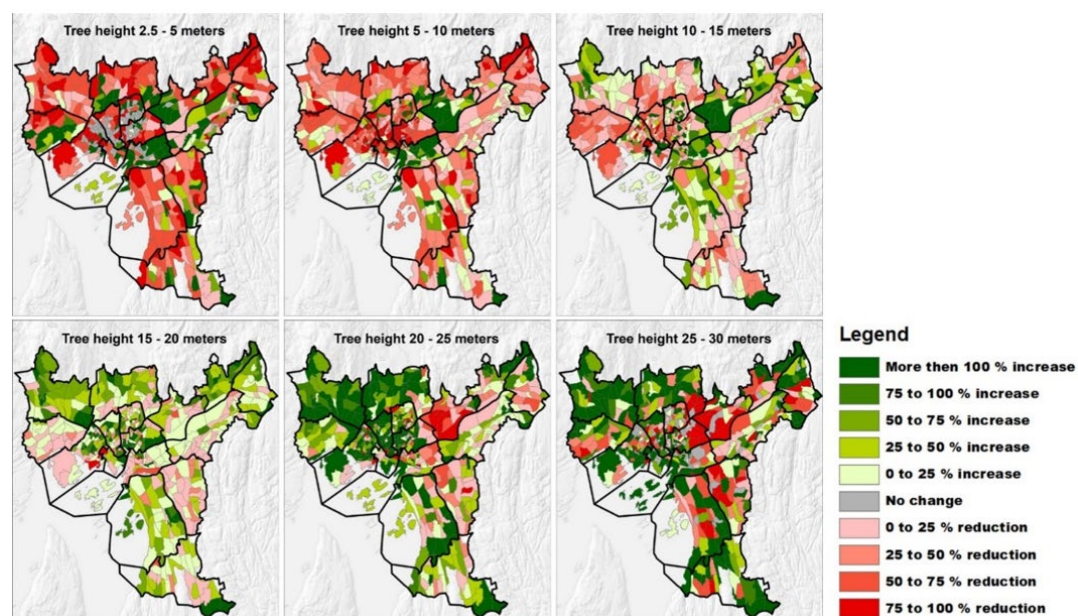 Tree height 2.5 - 5 meters
Tree height 5 - 10 meters
Tree height 10 - 15 meters
Tree height 15 - 20 meters
Tree height 20 - 25 meters
Tree height 25 - 30 meters
Legend
More then 100 % increase
75 to 100 % increase
50 to 75 % increase
25 to 50 % increase
0 to 25 % increase
No change
0 to 25 % reduction
25 to 50 % reduction
50 to 75 % reduction
75 to 100 % reduction